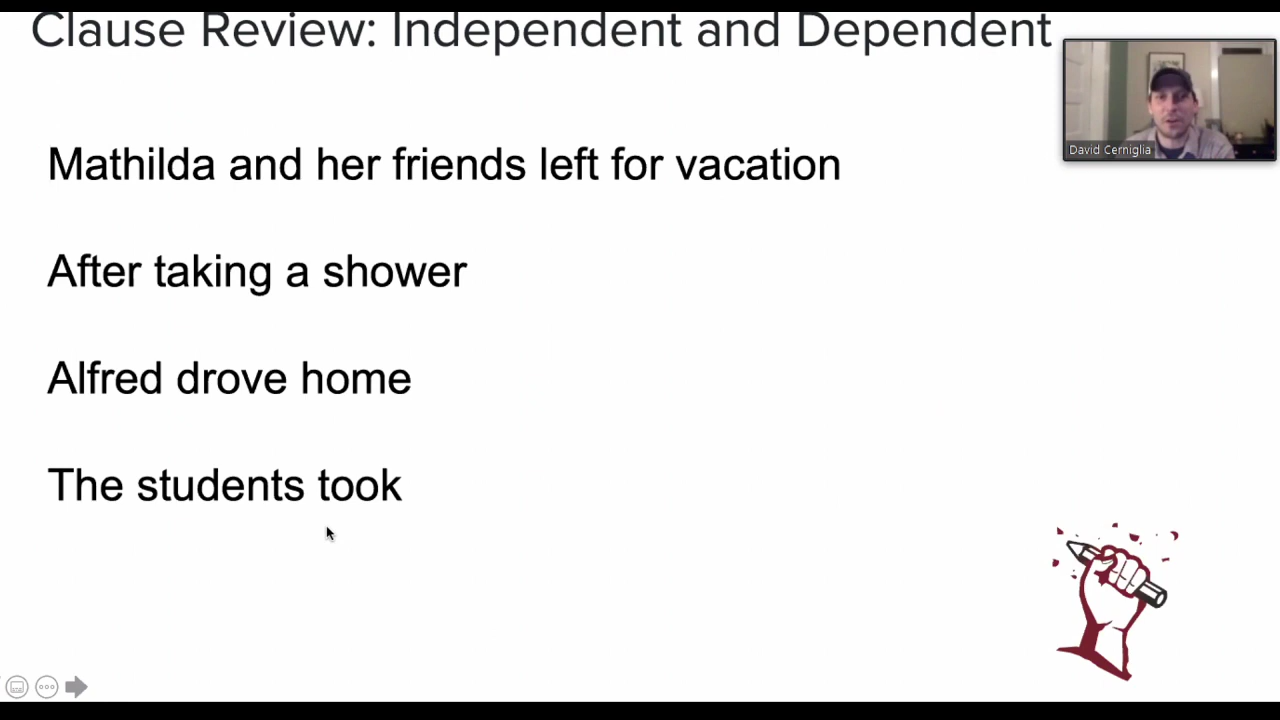 Clause Review: Independent and Dependent
David Cerniglia
Mathilda and her friends left for vacation
After taking a shower
Alfred drove home
The students took